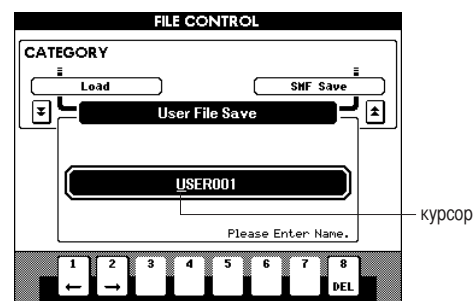 FILE CONTROL
CATEGORY
Load SMF Save
User File Save
USER001
курсор
Please Enter Name.
1 2 3 4 5 6 7 8
← → DEL